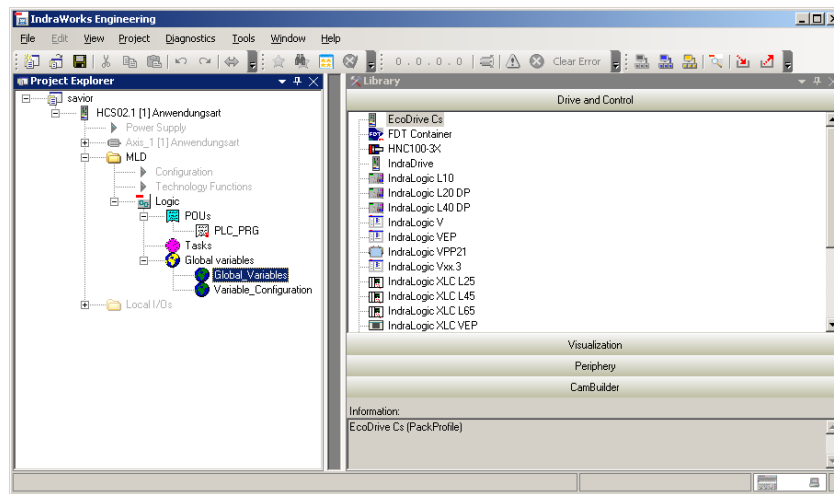 IndraWorks Engineering
File Edit View Project Diagnostics Tools Window Help
0 . 0 . 0 . 0 Clear Error
Project Explorer
savior
HCS02.1 [1] Anwendungsart
Power Supply
Axis_1 [1] Anwendungsart
MLD
Configuration
Technology Functions
Logic
POUs
PLC_PRG
Tasks
Global variables
Global_Variables
Variable_Configuration
Local I/Os
Library
Drive and Control
EcoDrive Cs
FDT Container
HNC100-3X
IndraDrive
IndraLogic L10
IndraLogic L20 DP
IndraLogic L40 DP
IndraLogic V
IndraLogic VEP
IndraLogic VPP21
IndraLogic Vxx.3
IndraLogic XLC L25
IndraLogic XLC L45
IndraLogic XLC L65
IndraLogic XLC VEP
Visualization
Periphery
CamBuilder
Information:
EcoDrive Cs (PackProfile)